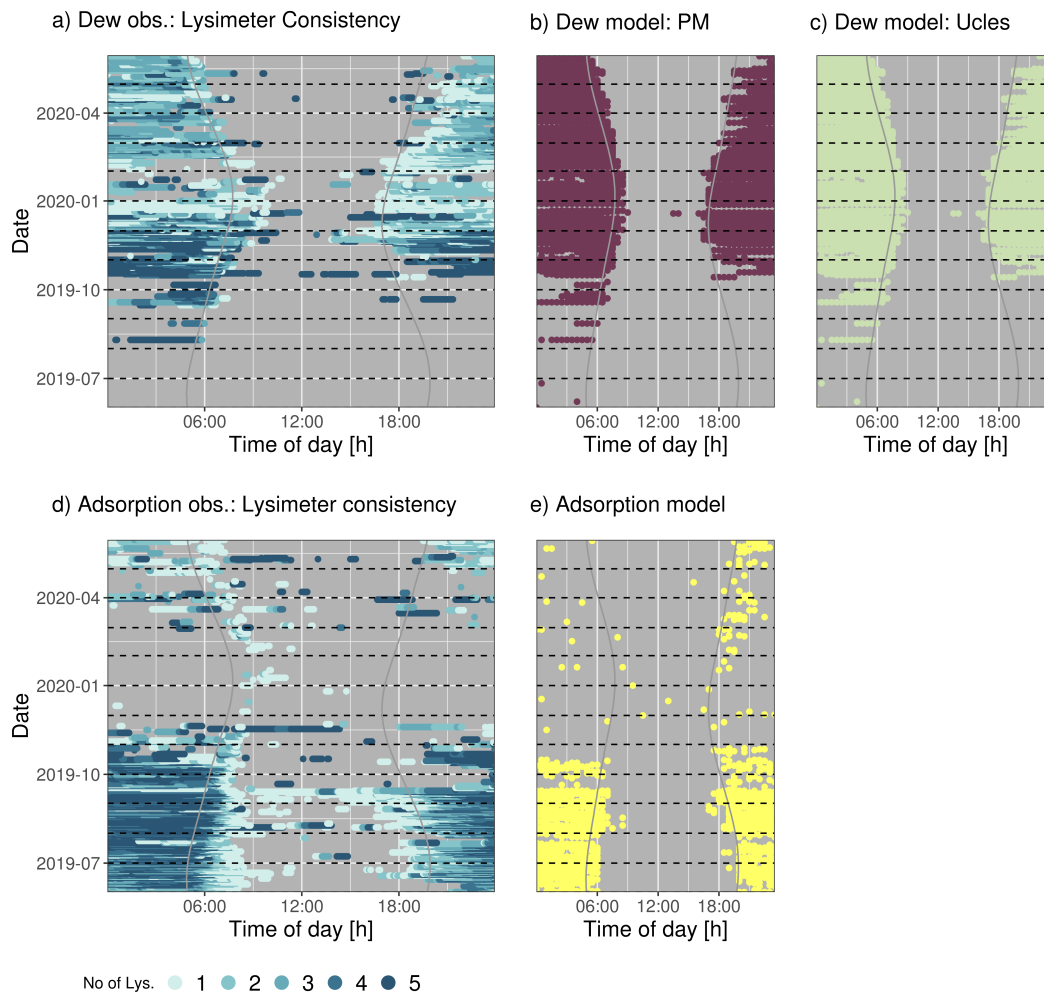 a) Dew obs.: Lysimeter Consistency
b) Dew model: PM
c) Dew model: Ucles
2020-04
2020-01
2019-10
2019-07
Date
06:00 12:00 18:00
Time of day [h]
06:00 12:00 18:00
Time of day [h]
06:00 12:00 18:00
Time of day [h]
d) Adsorption obs.: Lysimeter consistency
e) Adsorption model
2020-04
2020-01
2019-10
2019-07
Date
06:00 12:00 18:00
Time of day [h]
06:00 12:00 18:00
Time of day [h]
No of Lys. 1 2 3 4 5